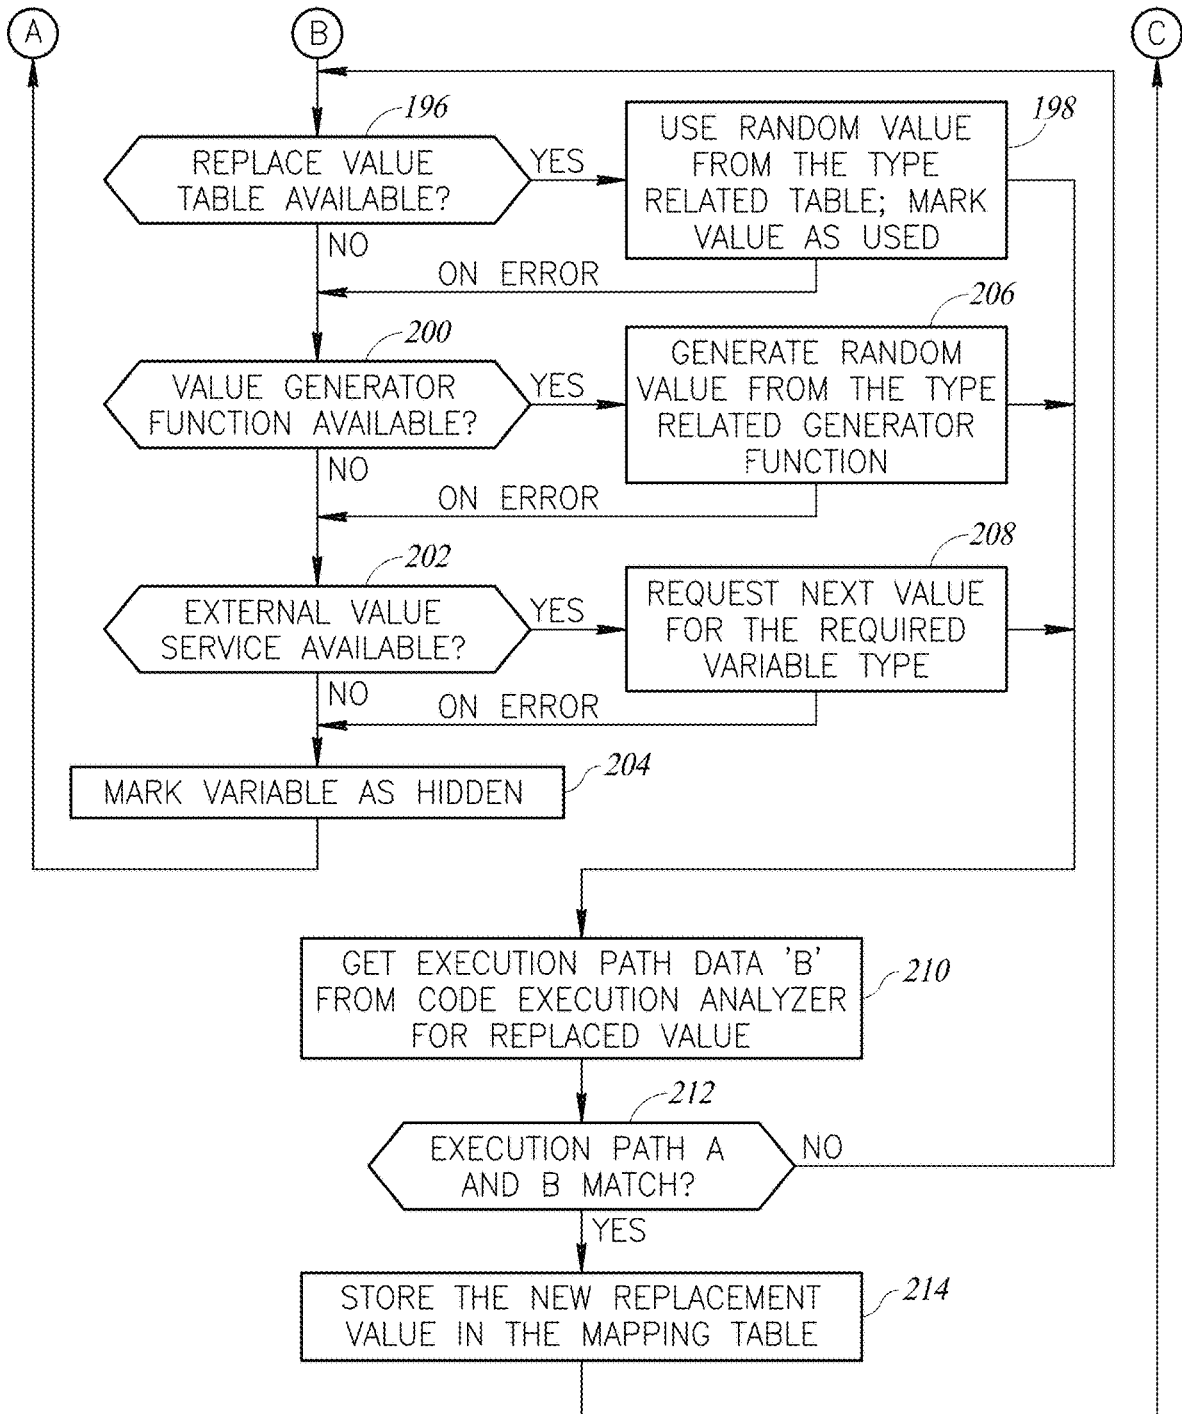 A
B
C
196
REPLACE VALUE
TABLE AVAILABLE?
YES
198
USE RANDOM VALUE
FROM THE TYPE
RELATED TABLE; MARK
VALUE AS USED
NO
ON ERROR
200
VALUE GENERATOR
FUNCTION AVAILABLE?
YES
206
GENERATE RANDOM
VALUE FROM THE TYPE
RELATED GENERATOR
FUNCTION
NO
ON ERROR
202
EXTERNAL VALUE
SERVICE AVAILABLE?
YES
208
REQUEST NEXT VALUE
FOR THE REQUIRED
VARIABLE TYPE
NO
ON ERROR
204
MARK VARIABLE AS HIDDEN
GET EXECUTION PATH DATA 'B'
FROM CODE EXECUTION ANALYZER
FOR REPLACED VALUE
210
212
EXECUTION PATH A
AND B MATCH?
NO
YES
STORE THE NEW REPLACEMENT
VALUE IN THE MAPPING TABLE
214